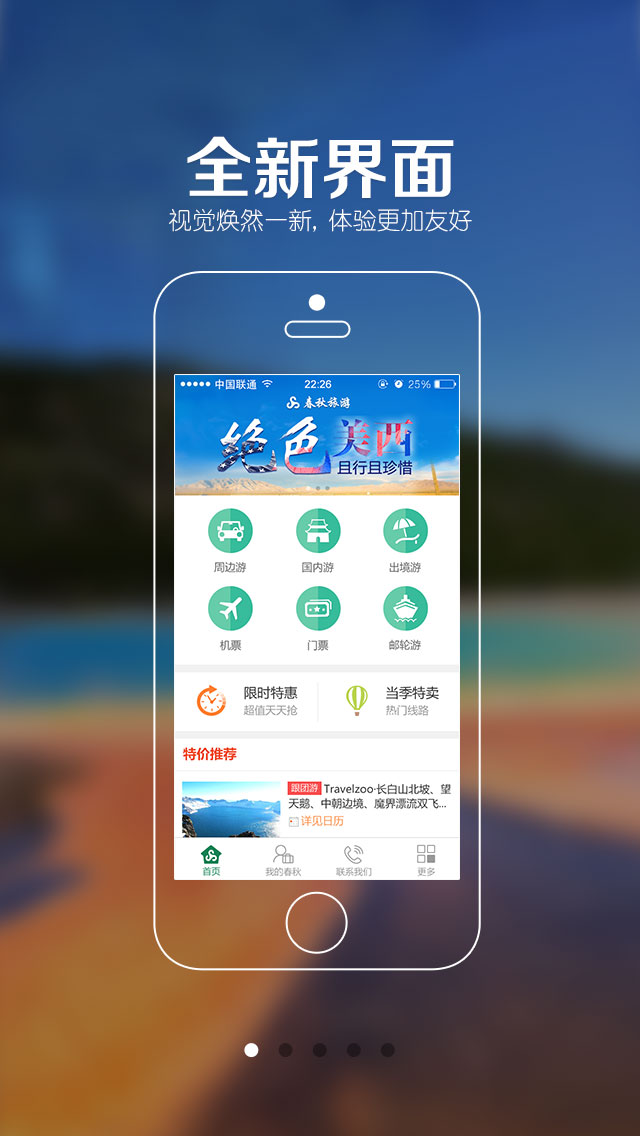 全新界面
视觉焕然一新, 体验更加友好
中国联通 22:26 25%
春秋旅游
绝色美西
且行且珍惜
周边游 国内游 出境游
机票 门票 邮轮游
限时特惠 当季特卖
超值天天抢 热门线路
特价推荐
跟团游 Travelzoo·长白山北坡、望
天鹅、中朝边境、魔界漂流双飞...
详见日历
首页 我的春秋 联系我们 更多